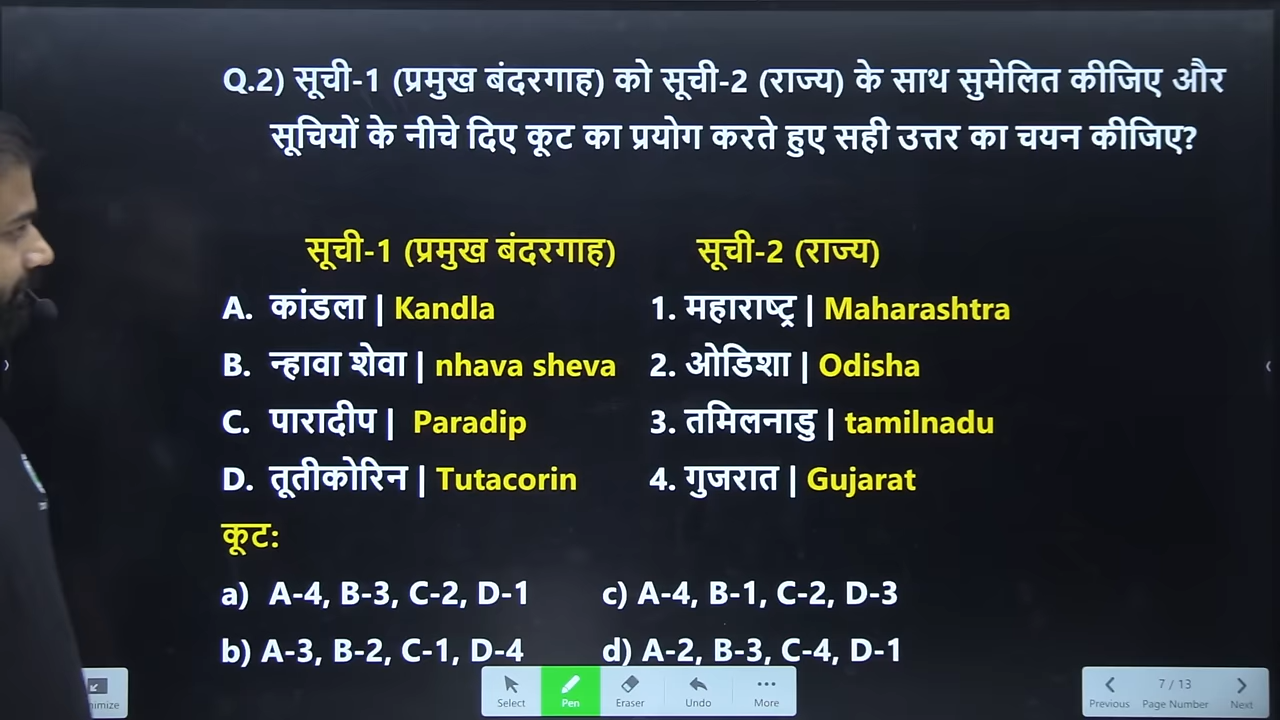 Q.2) सूची-1 (प्रमुख बंदरगाह) को सूची-2 (राज्य) के साथ सुमेलित कीजिए और
सूचियों के नीचे दिए कूट का प्रयोग करते हुए सही उत्तर का चयन कीजिए?
सूची-1 (प्रमुख बंदरगाह) सूची-2 (राज्य)
A. कांडला | Kandla 1. महाराष्ट्र | Maharashtra
B. न्हावा शेवा | nhava sheva 2. ओडिशा | Odisha
C. पारादीप | Paradip 3. तमिलनाडु | tamilnadu
D. तूतीकोरिन | Tutacorin 4. गुजरात | Gujarat
कूट:
a) A-4, B-3, C-2, D-1 c) A-4, B-1, C-2, D-3
b) A-3, B-2, C-1, D-4 d) A-2, B-3, C-4, D-1
Select Pen Eraser Undo More
7 / 13
Previous Page Number Next